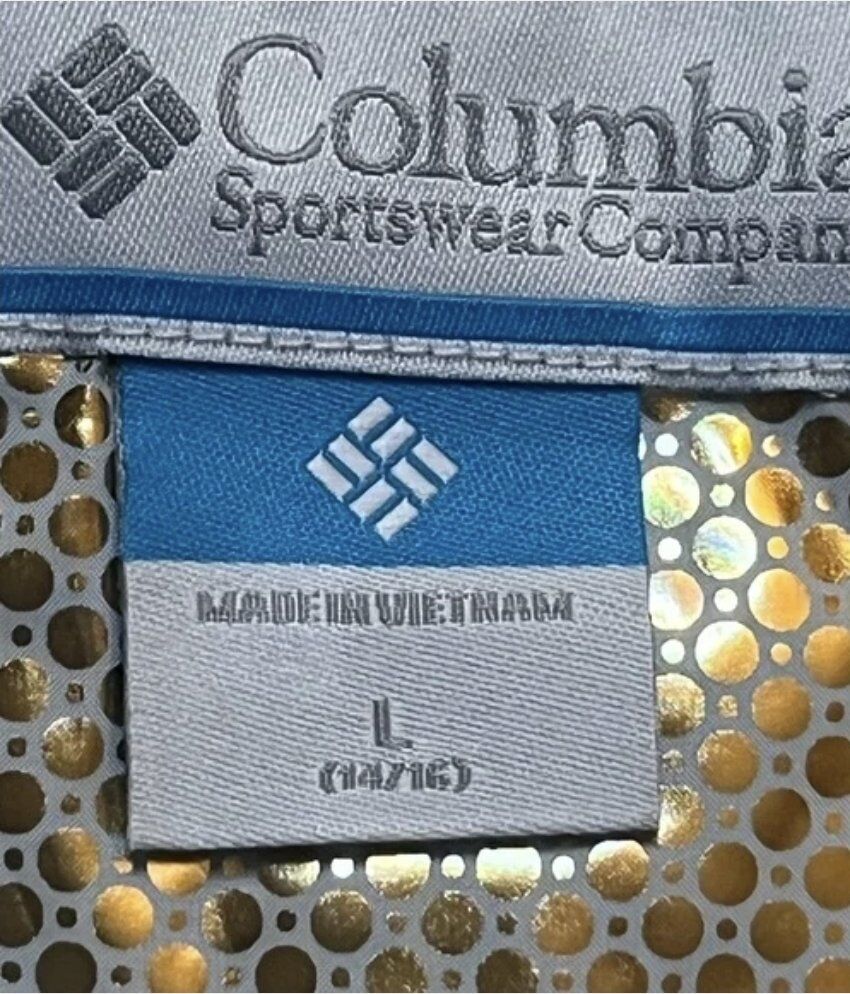 Columbia
Sportswear Compan
MADE IN VIETNAM
L
(14/16)